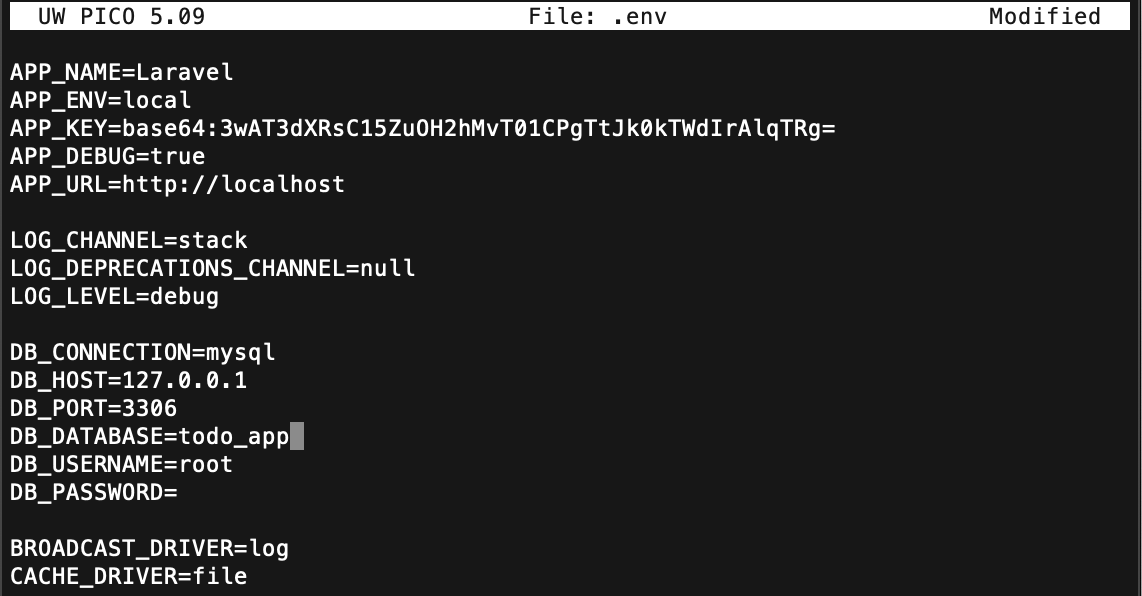 UW PICO 5.09 File: .env Modified
APP_NAME=Laravel
APP_ENV=local
APP_KEY=base64:3wAT3dXRsC15ZuOH2hMvT01CPgTtJk0kTWdIrAlqTRg=
APP_DEBUG=true
APP_URL=http://localhost
LOG_CHANNEL=stack
LOG_DEPRECATIONS_CHANNEL=null
LOG_LEVEL=debug
DB_CONNECTION=mysql
DB_HOST=127.0.0.1
DB_PORT=3306
DB_DATABASE=todo_app
DB_USERNAME=root
DB_PASSWORD=
BROADCAST_DRIVER=log
CACHE_DRIVER=file